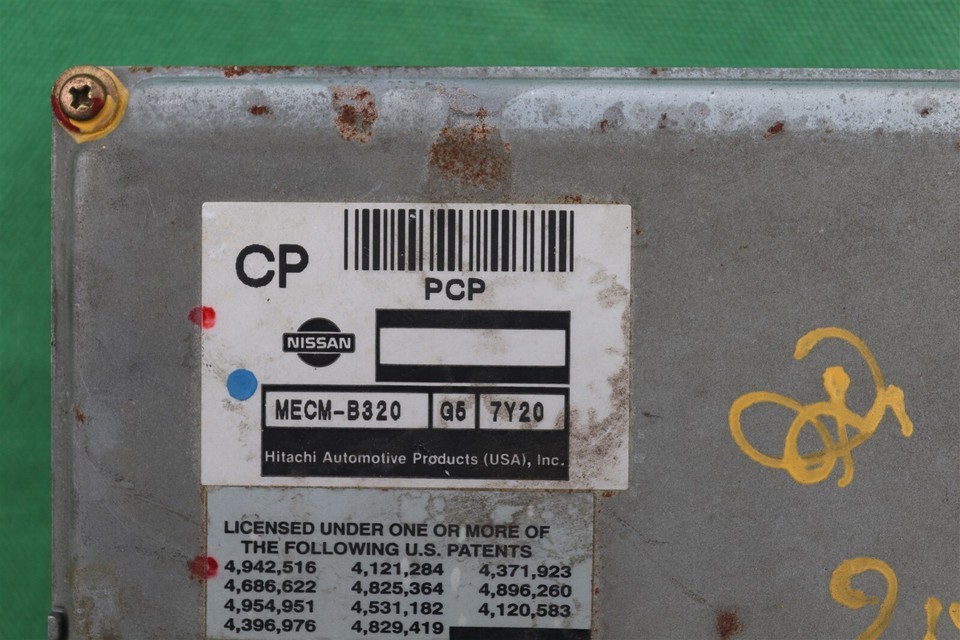 CP
PCP
NISSAN
MECM-B320 G5 7Y20
Hitachi Automotive Products (USA), Inc.
LICENSED UNDER ONE OR MORE OF
THE FOLLOWING U.S. PATENTS
4,942,516 4,121,284 4,371,923
4,686,622 4,825,364 4,896,260
4,954,951 4,531,182 4,120,583
4,396,976 4,829,419